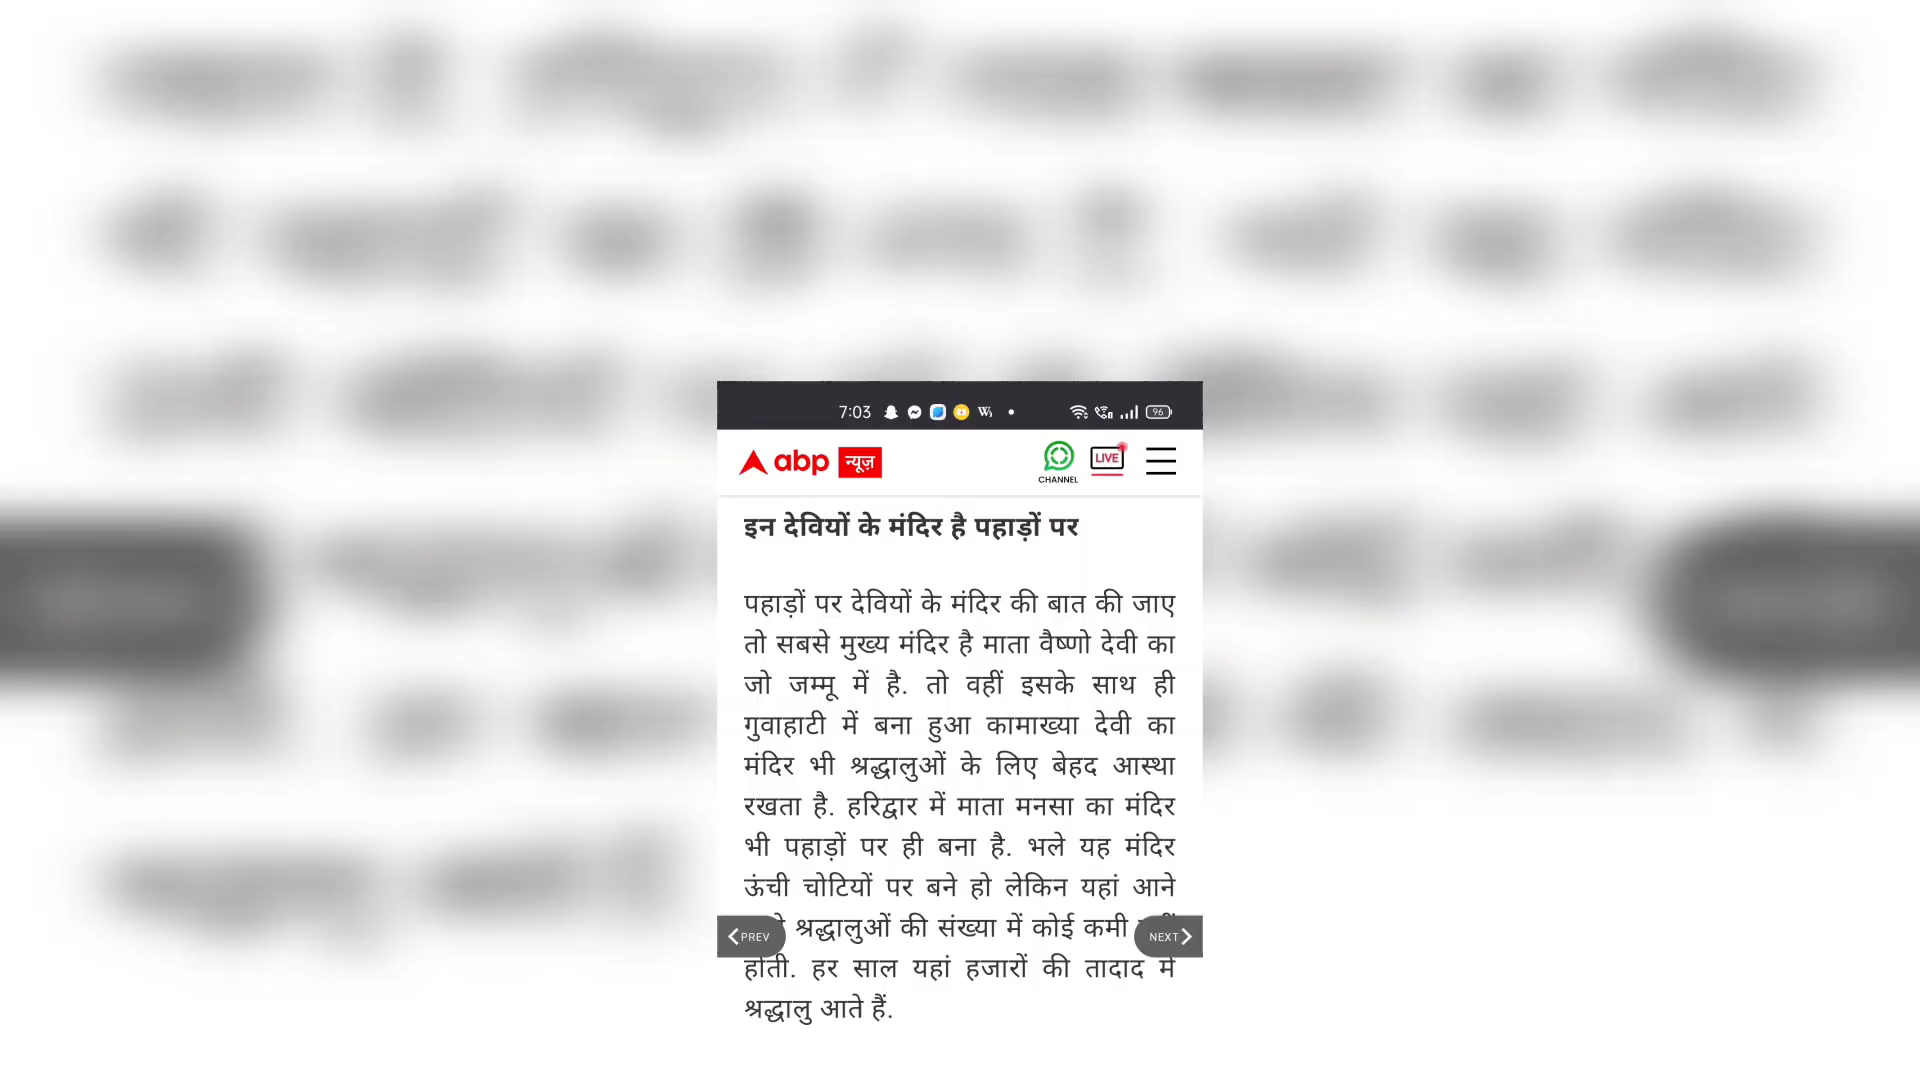 7:03 96
abp न्यूज़ CHANNEL LIVE
इन देवियों के मंदिर है पहाड़ों पर
पहाड़ों पर देवियों के मंदिर की बात की जाए
तो सबसे मुख्य मंदिर है माता वैष्णो देवी का
जो जम्मू में है. तो वहीं इसके साथ ही
गुवाहाटी में बना हुआ कामाख्या देवी का
मंदिर भी श्रद्धालुओं के लिए बेहद आस्था
रखता है. हरिद्वार में माता मनसा का मंदिर
भी पहाड़ों पर ही बना है. भले यह मंदिर
ऊंची चोटियों पर बने हो लेकिन यहां आने
श्रद्धालुओं की संख्या में कोई कमी
PREV NEXT
होती. हर साल यहां हजारों की तादाद में
श्रद्धालु आते हैं.